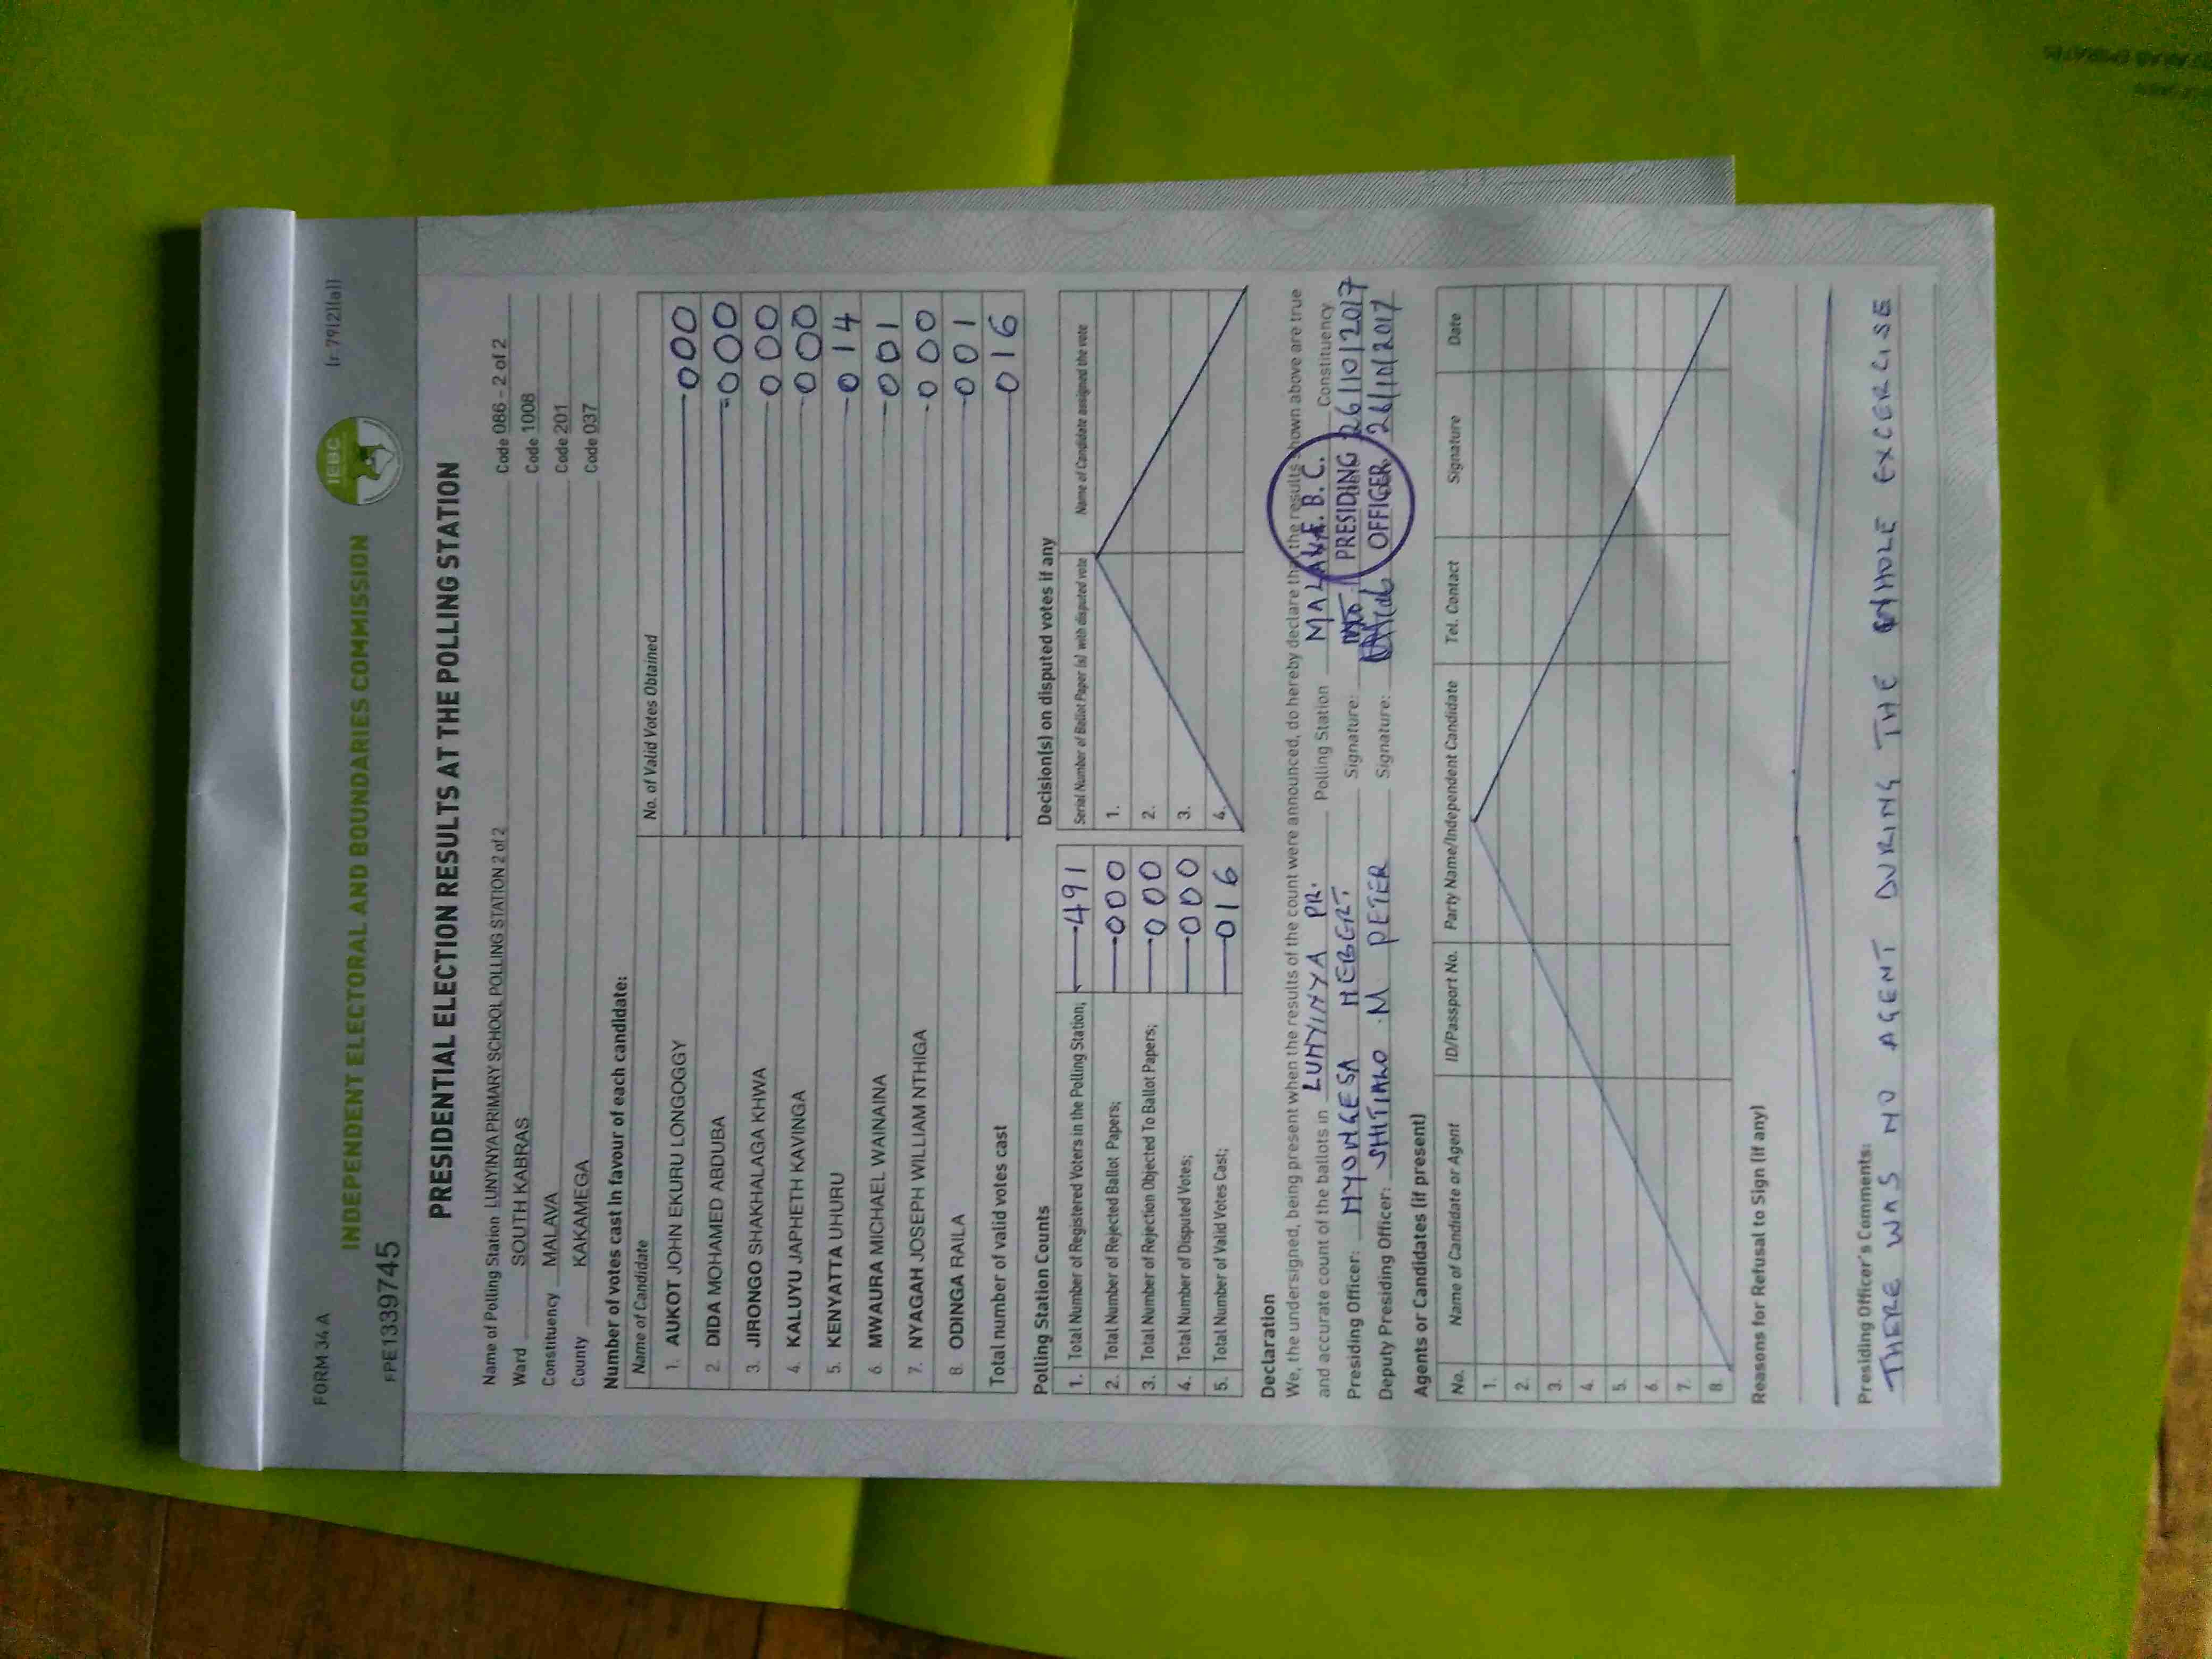 FORM 34A
(r 79(2)(a))
INDEPENDENT ELECTORAL AND BOUNDARIES COMMISSION
IEBC
FPE1339745
PRESIDENTIAL ELECTION RESULTS AT THE POLLING STATION
Name of Polling Station LUNYINYA PRIMARY SCHOOL POLLING STATION 2 of 2 Code 086 - 2 of 2
Ward SOUTH KABRAS Code 1008
Constituency MALAVA Code 201
County KAKAMEGA Code 037
Number of votes cast in favour of each candidate:
Name of Candidate No. of Valid Votes Obtained
1. AUKOT JOHN EKURU LONGOGGY 000
2. DIDA MOHAMED ABDUBA 000
3. JIRONGO SHAKHALAGA KHWA 000
4. KALUYU JAPHETH KAVINGA 000
5. KENYATTA UHURU 014
6. MWAURA MICHAEL WAINAINA 001
7. NYAGAH JOSEPH WILLIAM NTHIGA 000
8. ODINGA RAILA 001
Total number of valid votes cast 016
Polling Station Counts
1. Total Number of Registered Voters in the Polling Station; 491
2. Total Number of Rejected Ballot Papers; 000
3. Total Number of Rejection Objected To Ballot Papers; 000
4. Total Number of Disputed Votes; 000
5. Total Number of Valid Votes Cast; 016
Decision(s) on disputed votes if any
Serial Number of Ballot Paper (s) with disputed vote Name of Candidate assigned the vote
1.
2.
3.
4.
Declaration
We, the undersigned, being present when the results of the count were announced, do hereby declare that the results shown above are true
and accurate count of the ballots in LUNYINYA PR. Polling Station MALAVA Constituency
Presiding Officer: NYONGESA HEBERT Signature: 26/10/2017
Deputy Presiding Officer: SHITIAKO M PETER Signature: 26/10/2017
PRESIDING
OFFICER
Agents or Candidates (if present)
No. Name of Candidate or Agent ID/Passport No. Party Name/Independent Candidate Tel. Contact Signature Date
1.
2.
3.
4.
5.
6.
7.
8.
Reasons for Refusal to Sign (if any)
Presiding Officer's Comments:
THERE WAS NO AGENT DURING THE WHOLE EXCERCISE